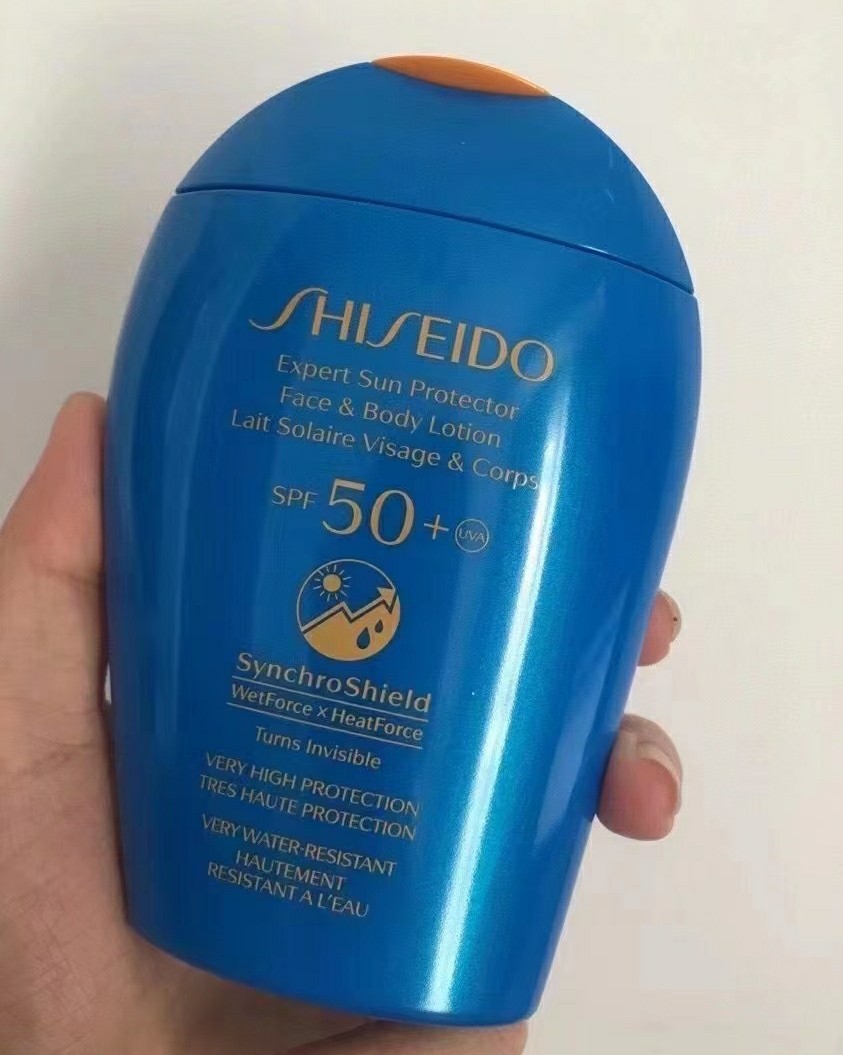 SHISEIDO
Expert Sun Protector
Face & Body Lotion
Lait Solaire Visage & Corps
SPF 50+ UVA
SynchroShield
WetForce × HeatForce
Turns Invisible
VERY HIGH PROTECTION
TRES HAUTE PROTECTION
VERY WATER-RESISTANT
HAUTEMENT
RESISTANT A L'EAU